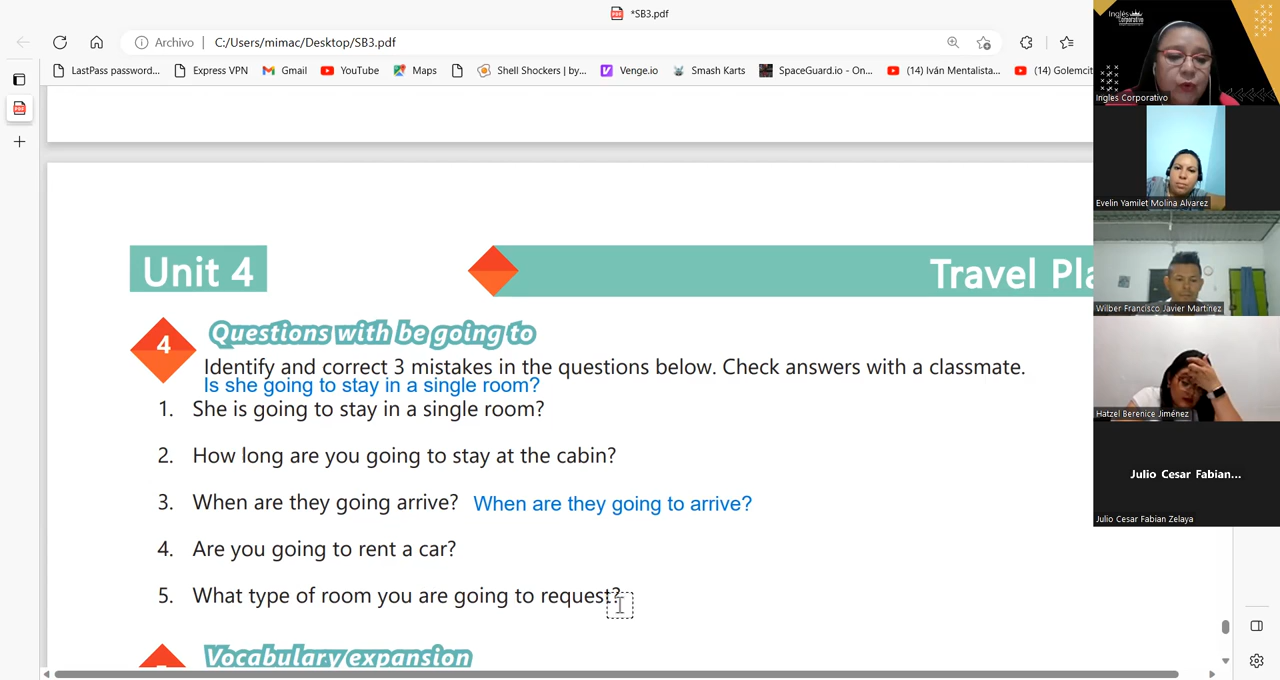 *SB3.pdf
Archivo | C:/Users/mimac/Desktop/SB3.pdf
LastPass password... Express VPN Gmail YouTube Maps Shell Shockers | by... Venge.io Smash Karts SpaceGuard.io - On... (14) Iván Mentalista... (14) Golemcit
Unit 4
Travel Pla
4
Questions with be going to
Identify and correct 3 mistakes in the questions below. Check answers with a classmate.
Is she going to stay in a single room?
1. She is going to stay in a single room?
2. How long are you going to stay at the cabin?
3. When are they going arrive? When are they going to arrive?
4. Are you going to rent a car?
5. What type of room you are going to request?
Vocabulary expansion
Inglés
Corporativo
Ingles Corporativo
Evelin Yamilet Molina Alvarez
Wilber Francisco Javier Martinez
Hatzel Berenice Jiménez
Julio Cesar Fabian...
Julio Cesar Fabian Zelaya